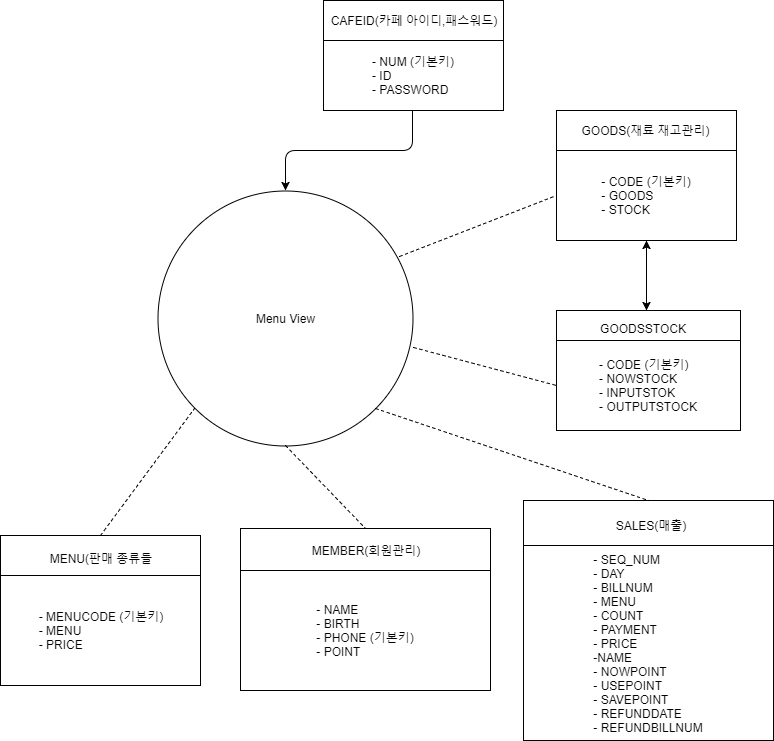 CAFEID(카페 아이디,패스워드)
- NUM (기본키)
- ID
- PASSWORD
GOODS(재료 재고관리)
- CODE (기본키)
- GOODS
- STOCK
Menu View
GOODSSTOCK
- CODE (기본키)
- NOWSTOCK
- INPUTSTOK
- OUTPUTSTOCK
MENU(판매 종류들
- MENUCODE (기본키)
- MENU
- PRICE
MEMBER(회원관리)
- NAME
- BIRTH
- PHONE (기본키)
- POINT
SALES(매출)
- SEQ_NUM
- DAY
- BILLNUM
- MENU
- COUNT
- PAYMENT
- PRICE
-NAME
- NOWPOINT
- USEPOINT
- SAVEPOINT
- REFUNDDATE
- REFUNDBILLNUM